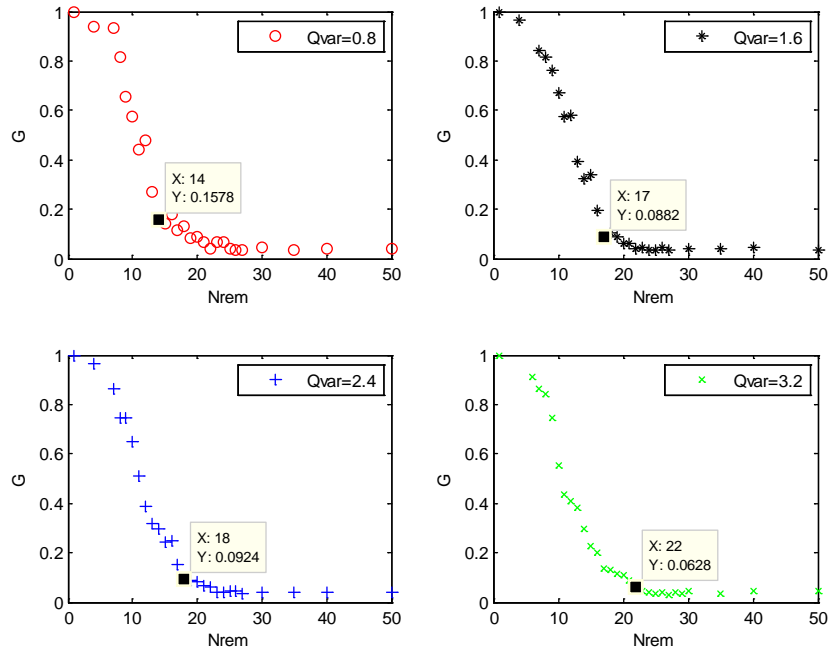 1
0.8
0.6
0.4
0.2
0
G
Qvar=0.8
X: 14
Y: 0.1578
0 10 20 30 40 50
Nrem
1
0.8
0.6
0.4
0.2
0
G
Qvar=1.6
X: 17
Y: 0.0882
0 10 20 30 40 50
Nrem
1
0.8
0.6
0.4
0.2
0
G
Qvar=2.4
X: 18
Y: 0.0924
0 10 20 30 40 50
Nrem
1
0.8
0.6
0.4
0.2
0
G
Qvar=3.2
X: 22
Y: 0.0628
0 10 20 30 40 50
Nrem